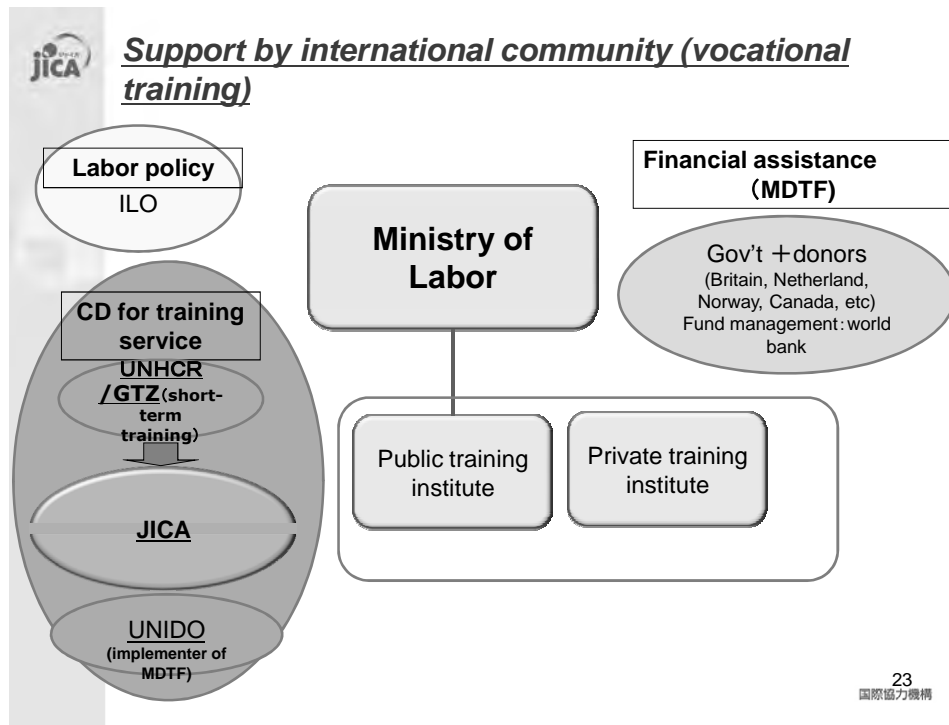 jICA
Support by international community (vocational
training)
Labor policy
ILO
CD for training
service
UNHCR
/GTZ(short-
term
training)
JICA
UNIDO
(implementer of
MDTF)
Ministry of
Labor
Public training
institute
Private training
institute
Financial assistance
（MDTF)
Gov't ＋donors
(Britain, Netherland,
Norway, Canada, etc)
Fund management：world
bank
23
国際協力機構